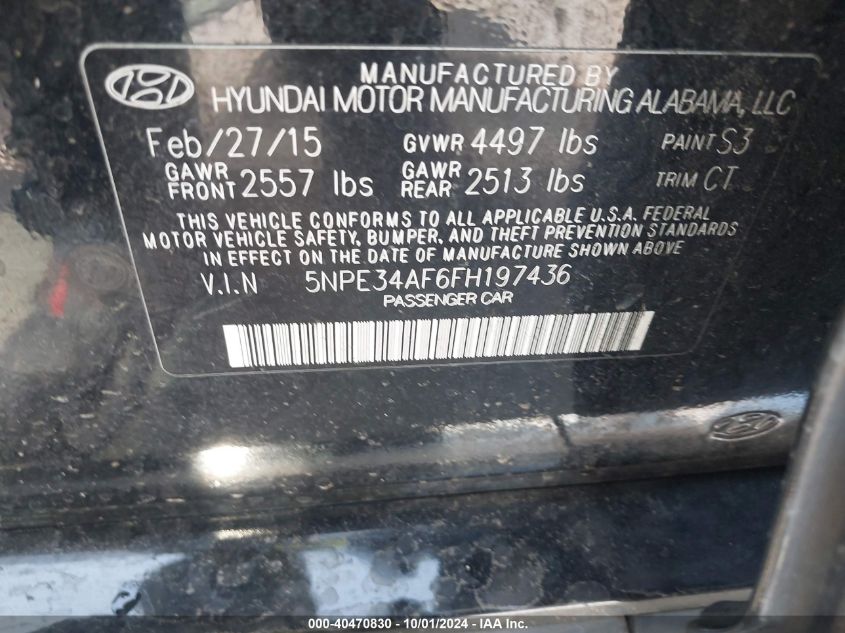 MANUFACTURED BY
HYUNDAI MOTOR MANUFACTURING ALABAMA, LLC
Feb/27/15 GVWR 4497 lbs PAINT S3
GAWR FRONT 2557 lbs GAWR REAR 2513 lbs TRIM CT
THIS VEHICLE CONFORMS TO ALL APPLICABLE U.S.A. FEDERAL
MOTOR VEHICLE SAFETY, BUMPER, AND THEFT PREVENTION STANDARDS
IN EFFECT ON THE DATE OF MANUFACTURE SHOWN ABOVE
V.I.N 5NPE34AF6FH197436
PASSENGER CAR
000-40470830 - 10/01/2024 - IAA Inc.